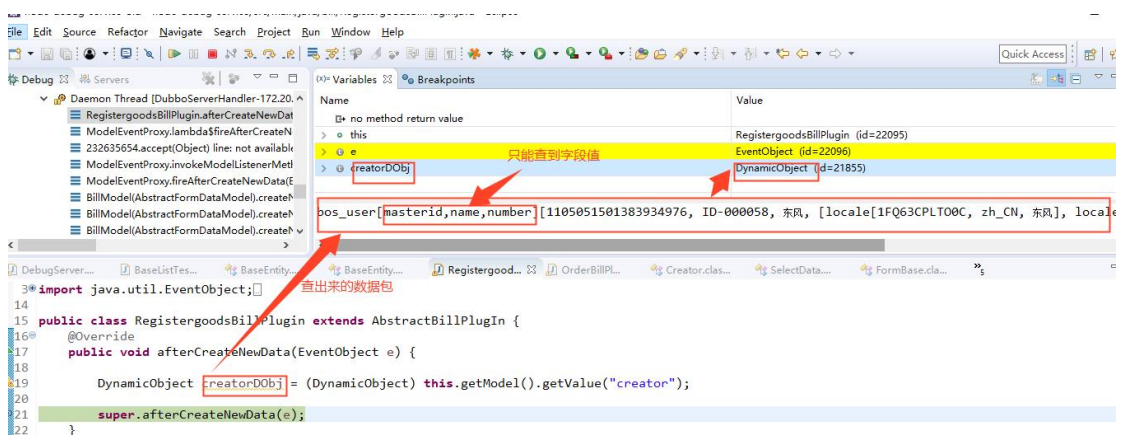 File Edit Source Refactor Navigate Search Project Run Window Help
Quick Access
Debug Servers
(x)= Variables Breakpoints
Daemon Thread [DubboServerHandler-172.20.
RegistergoodsBillPlugin.afterCreateNewDat
ModelEventProxy.lambda$fireAfterCreateN
232635654.accept(Object) line: not available
ModelEventProxy.invokeModelListenerMetl
ModelEventProxy.fireAfterCreateNewData(E
BillModel(AbstractFormDataModel).createN
BillModel(AbstractFormDataModel).createN
BillModel(AbstractFormDataModel).createN
Name Value
no method return value
this RegistergoodsBillPlugin (id=22095)
e EventObject (id=22096)
只能查到字段值
creatorDObj DynamicObject (id=21855)
bos_user[masterid,name,number][1105051501383934976, ID-000058, 东风, [locale[1FQ63CPLTO0C, zh_CN, 东风], locale
DebugServer.... BaseListTes... BaseEntity.... BaseEntity.... Registergood... OrderBillPl... Creator.clas... SelectData.... FormBase.cla... »5
查出来的数据包
3 import java.util.EventObject;
14
15 public class RegistergoodsBillPlugin extends AbstractBillPlugIn {
16 @Override
17 public void afterCreateNewData(EventObject e) {
18
19 DynamicObject creatorDObj = (DynamicObject) this.getModel().getValue("creator");
20
21 super.afterCreateNewData(e);
22 }